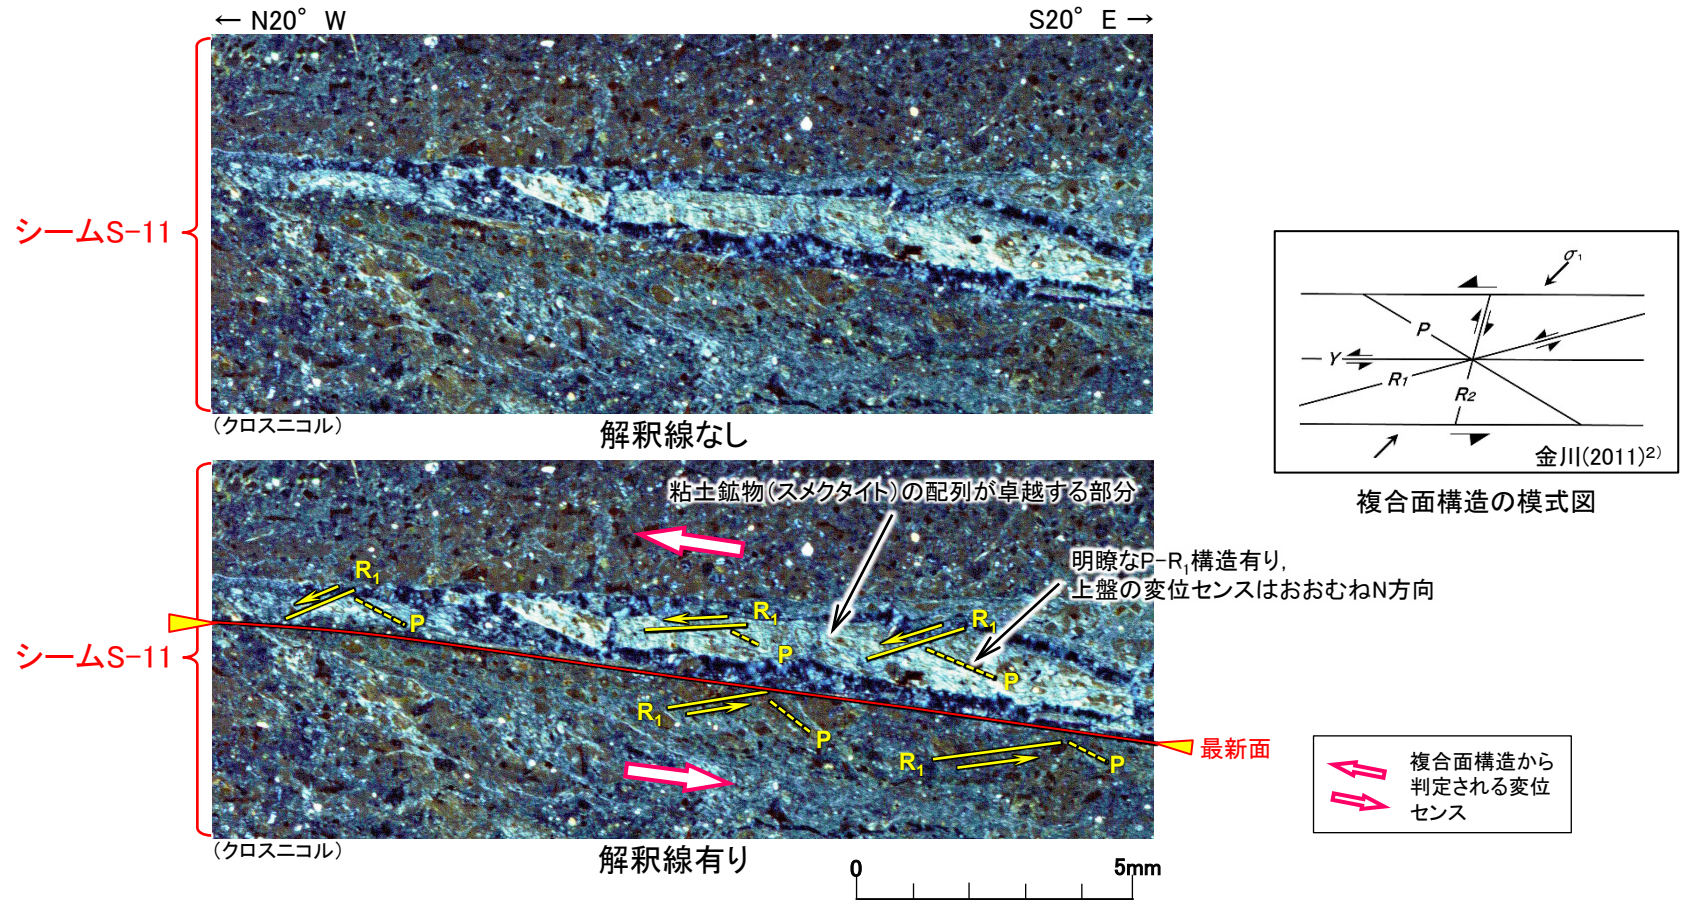 ← N20° W
S20° E →
シームS-11
(クロスニコル)
解釈線なし
σ1
P
Y
R1
R2
金川(2011)2)
複合面構造の模式図
粘土鉱物(スメクタイト)の配列が卓越する部分
明瞭なP-R1構造有り,
上盤の変位センスはおおむねN方向
R1
P
R1
P
R1
P
シームS-11
R1
P
R1
P
最新面
複合面構造から
判定される変位
センス
(クロスニコル)
解釈線有り
0
5mm